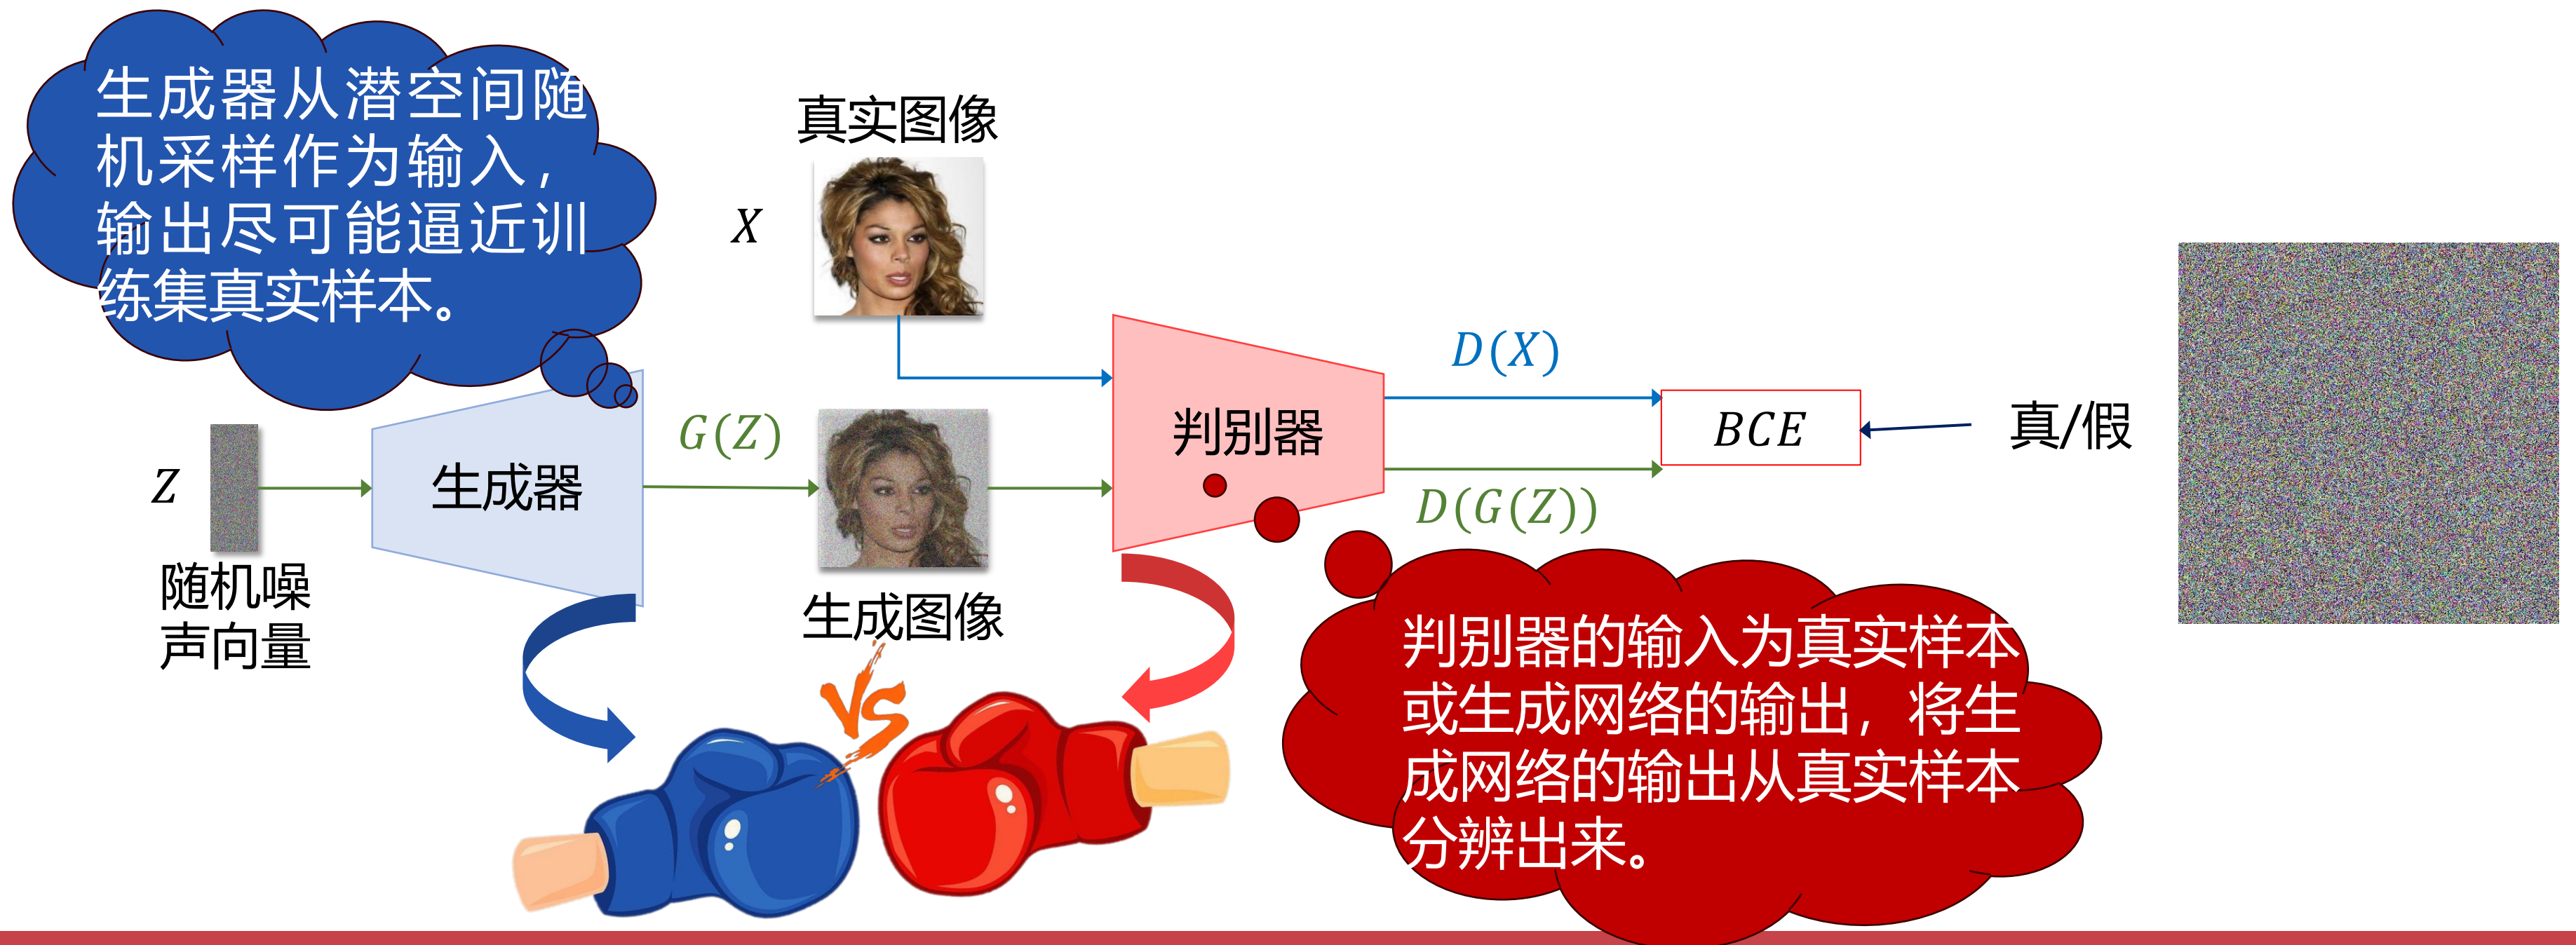 生成器从潜空间随
机采样作为输入，
输出尽可能逼近训
练集真实样本。
真实图像
X
Z
随机噪
声向量
生成器
G(Z)
生成图像
判别器
D(X)
D(G(Z))
BCE
真/假
VS
判别器的输入为真实样本
或生成网络的输出，将生
成网络的输出从真实样本
分辨出来。